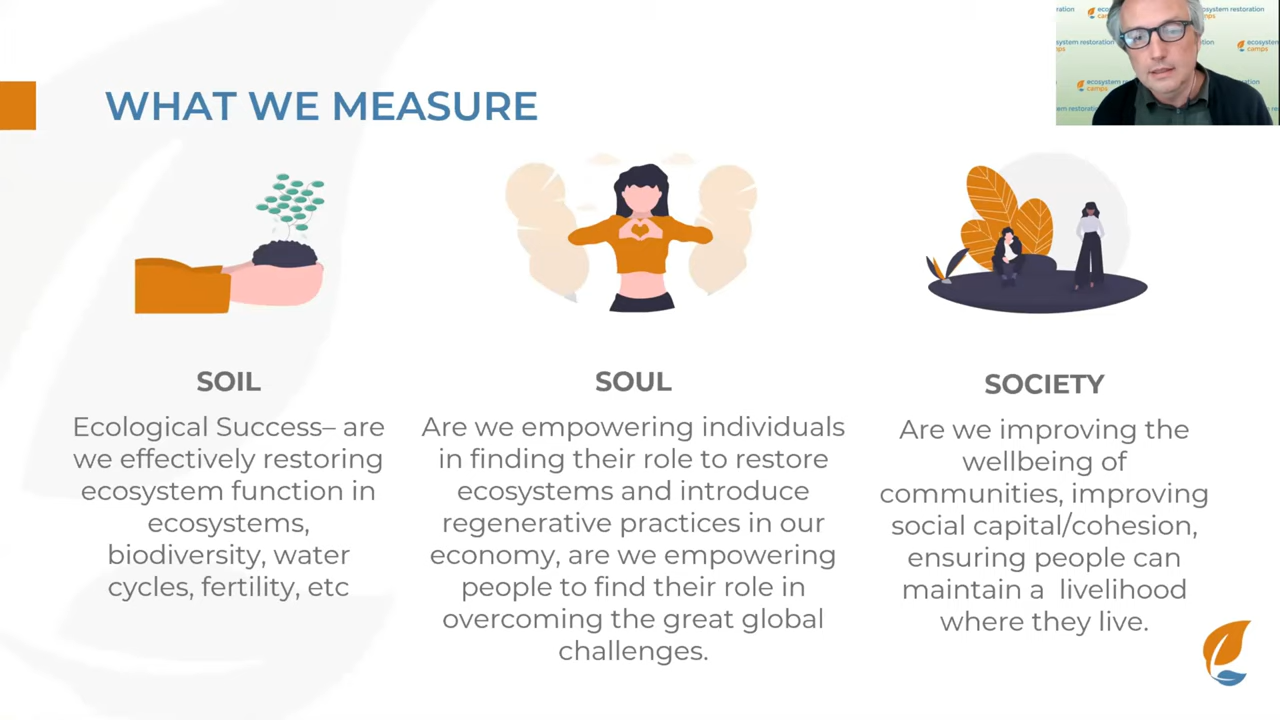 WHAT WE MEASURE
SOIL
Ecological Success– are
we effectively restoring
ecosystem function in
ecosystems,
biodiversity, water
cycles, fertility, etc
SOUL
Are we empowering individuals
in finding their role to restore
ecosystems and introduce
regenerative practices in our
economy, are we empowering
people to find their role in
overcoming the great global
challenges.
SOCIETY
Are we improving the
wellbeing of
communities, improving
social capital/cohesion,
ensuring people can
maintain a livelihood
where they live.
ecosystem restoration
camps